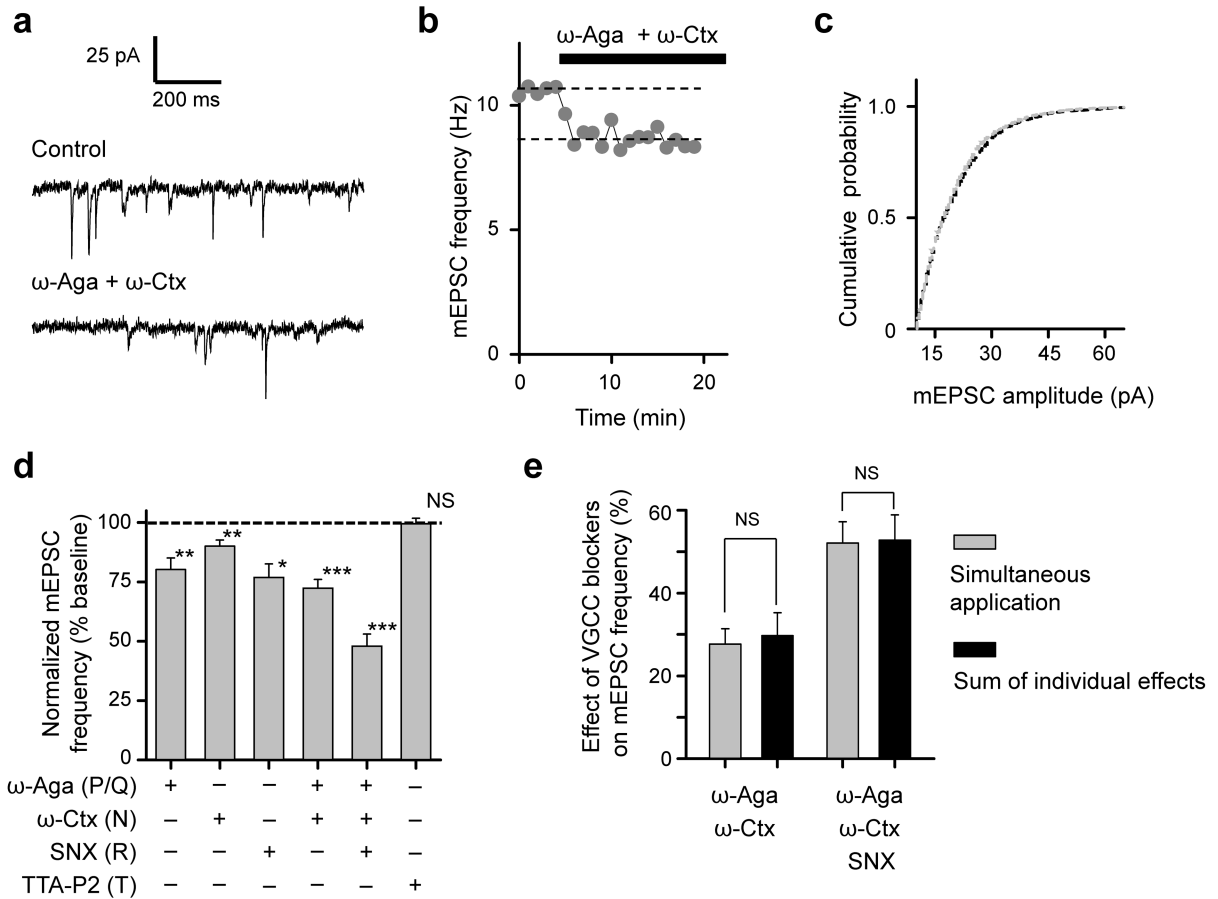 a
25 pA
200 ms
Control
ω-Aga + ω-Ctx
b
ω-Aga + ω-Ctx
mEPSC frequency (Hz)
10
5
0
0 10 20
Time (min)
c
Cumulative probability
1.0
0.5
0
15 30 45 60
mEPSC amplitude (pA)
d
Normalized mEPSC
frequency (% baseline)
100
75
50
25
0
** ** * *** *** NS
ω-Aga (P/Q) + – – + + –
ω-Ctx (N) – + – + + –
SNX (R) – – + – + –
TTA-P2 (T) – – – – – +
e
Effect of VGCC blockers
on mEPSC frequency (%)
60
40
20
0
NS
NS
ω-Aga
ω-Ctx
ω-Aga
ω-Ctx
SNX
Simultaneous
application
Sum of individual effects